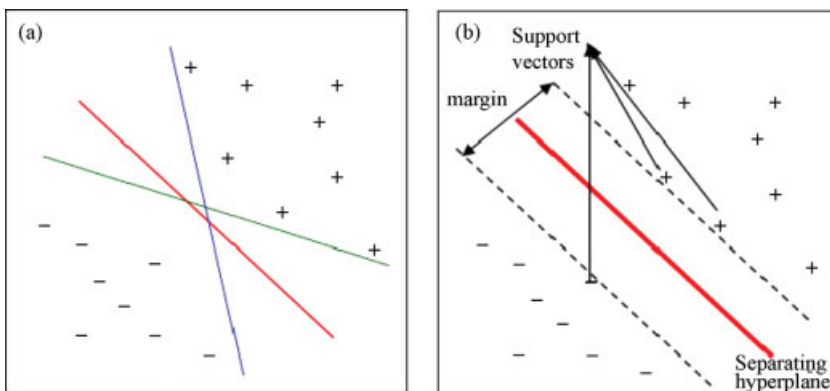 (a)
(b)
Support
vectors
margin
Separating
hyperplane